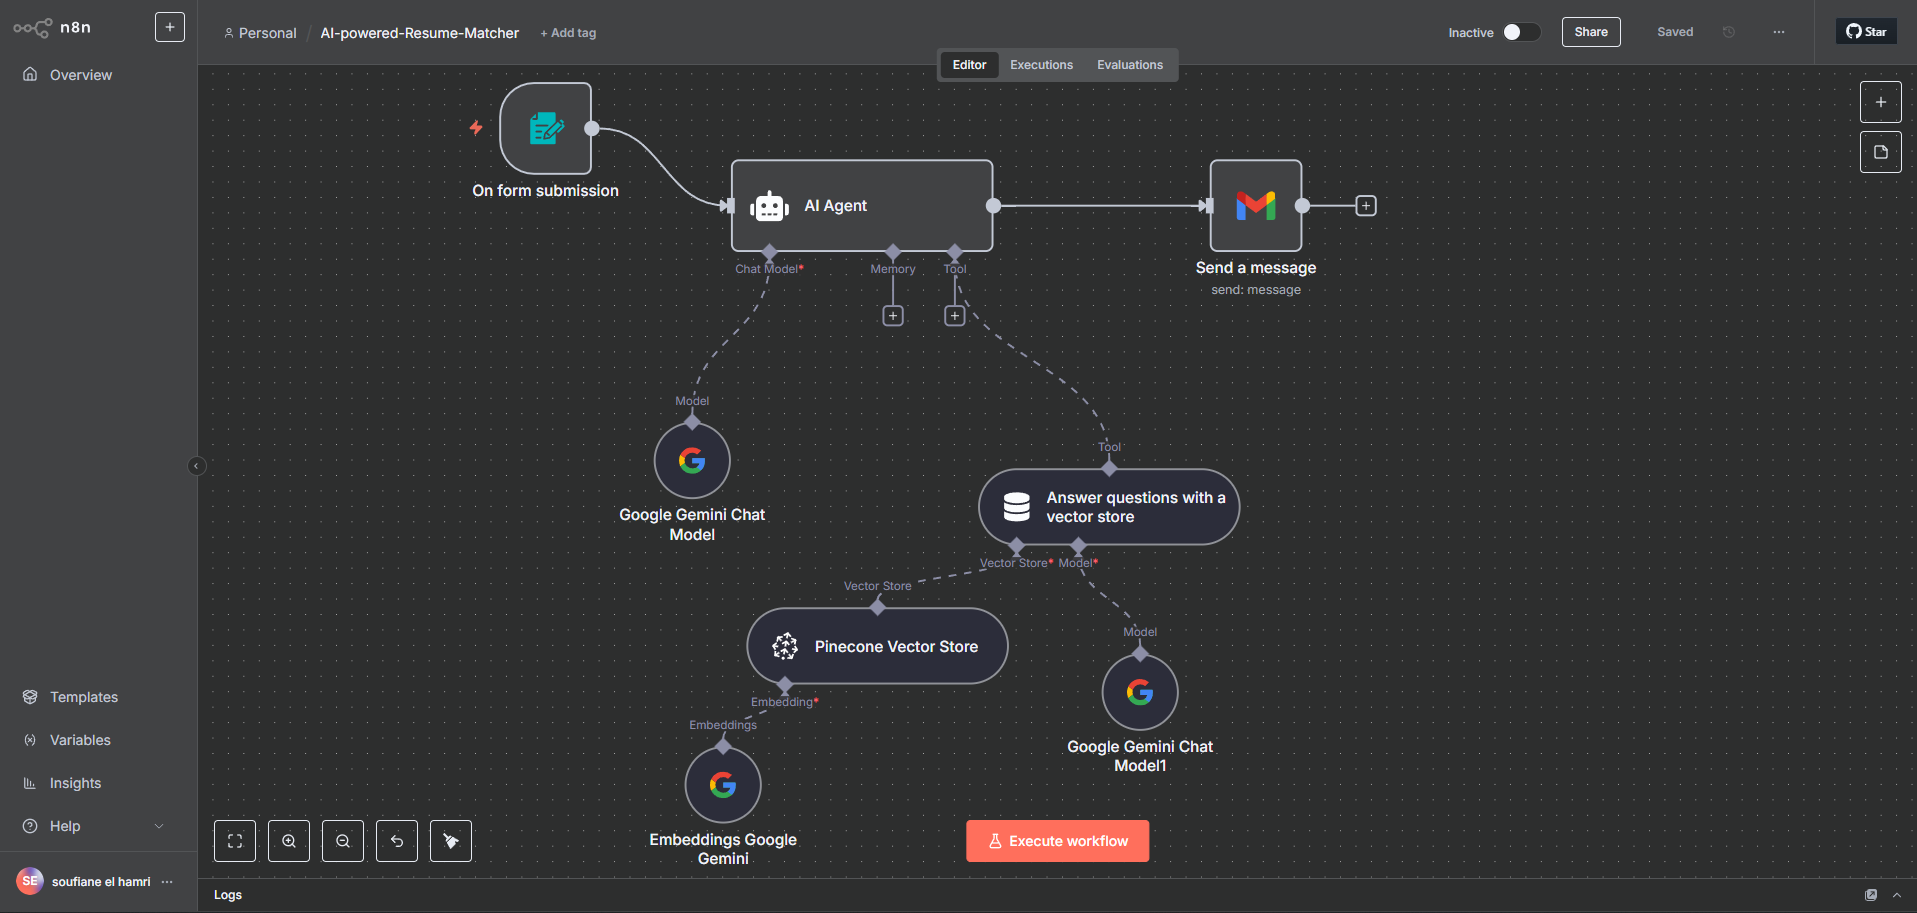 n8n
+
Personal / AI-powered-Resume-Matcher + Add tag
Inactive
Share
Saved
...
Star
Overview
Editor Executions Evaluations
On form submission
AI Agent
Chat Model*
Memory
Tool
Send a message
send: message
Model
Google Gemini Chat
Model
Tool
Answer questions with a
vector store
Vector Store* Model*
Vector Store
Pinecone Vector Store
Embedding*
Embeddings
Embeddings Google
Gemini
Model
Google Gemini Chat
Model1
Templates
Variables
Insights
Help
Execute workflow
SE soufiane el hamri ...
Logs